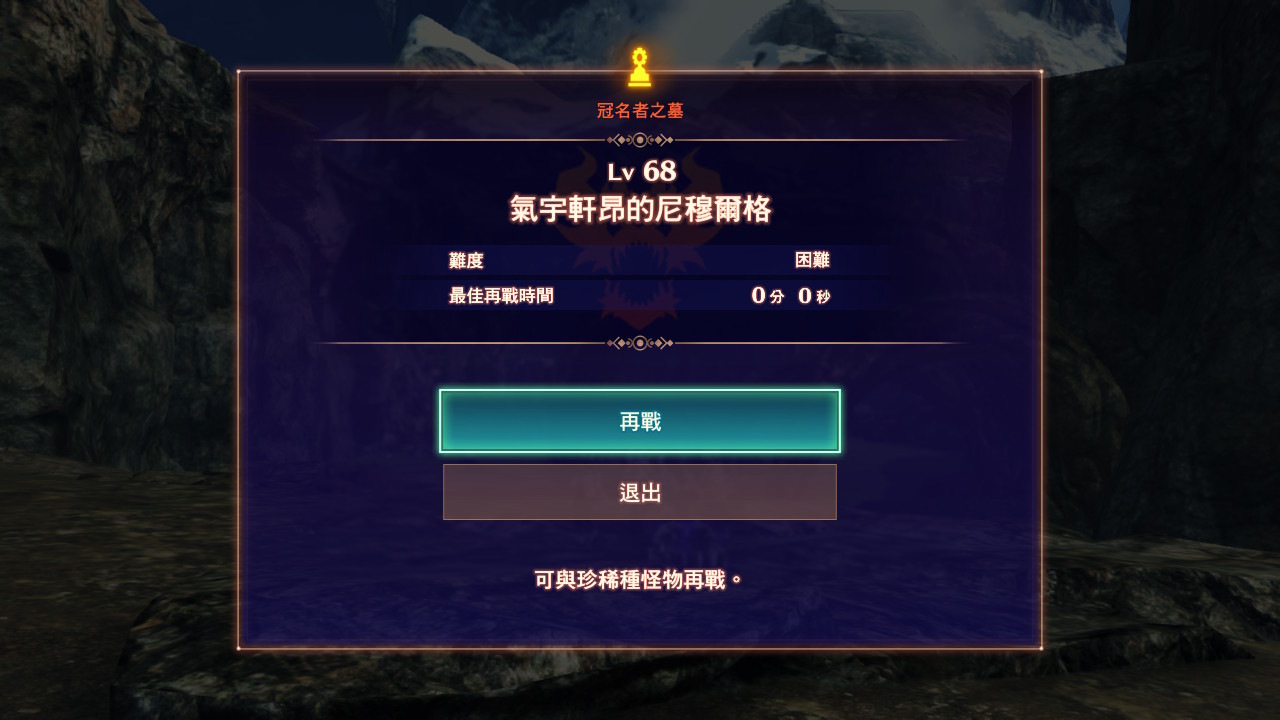 冠名者之墓
Lv 68
氣宇軒昂的尼穆爾格
難度 困難
最佳再戰時間 0分 0秒
再戰
退出
可與珍稀種怪物再戰。